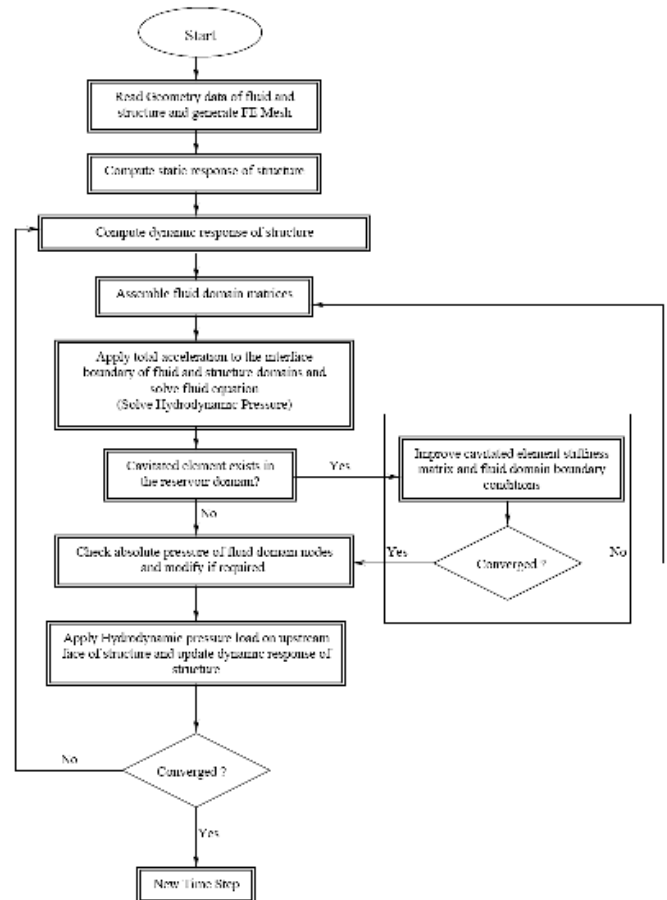 Start
Read Geometry data of fluid and
structure and generate FE Mesh
Compute static response of structure
Compute dynamic response of structure
Assemble fluid domain matrices
Apply total acceleration to the interface
boundary of fluid and structure domains and
solve fluid equation
(Solve Hydrodynamic Pressure)
Cavitated element exists in
the reservoir domain?
Yes
Improve cavitated element stiffness
matrix and fluid domain boundary
conditions
No
Check absolute pressure of fluid domain nodes
and modify if required
Yes
Converged ?
No
Apply Hydrodynamic pressure load on upstream
face of structure and update dynamic response of
structure
No
Converged ?
Yes
New Time Step